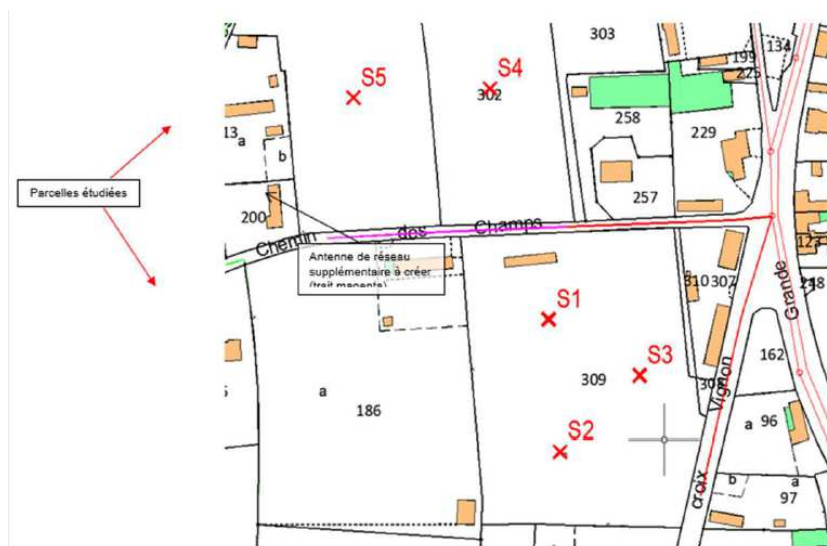 303
134
199
225
S5
S4
302
258
229
13
a
b
Parcelles étudiées
257
200
Chemin des Champs
Antenne de réseau
supplémentaire à créer
(trait magenta)
123
310
307
248
Grande
S1
S3
162
309
308
Vignon
a
186
a
96
S2
croix
b
a
97